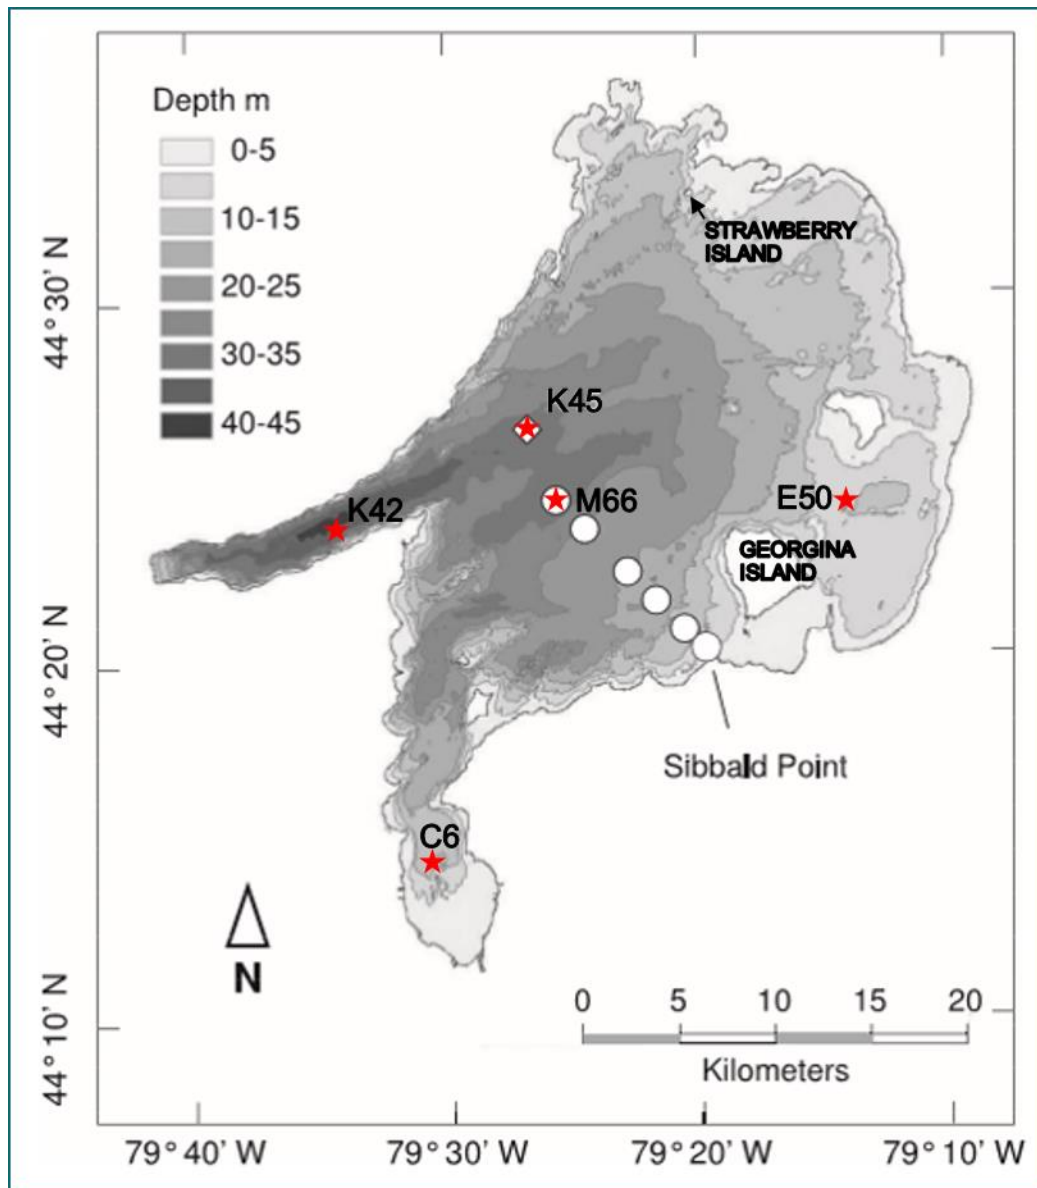 Depth m
0-5
10-15
20-25
30-35
40-45
STRAWBERRY
ISLAND
K45
K42
M66
E50
GEORGINA
ISLAND
Sibbald Point
C6
N
0 5 10 15 20
Kilometers
44° 30' N
44° 20' N
44° 10' N
79° 40' W 79° 30' W 79° 20' W 79° 10' W